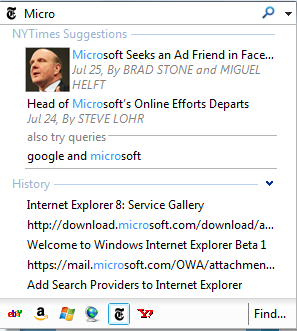 Micro
NYTimes Suggestions
Microsoft Seeks an Ad Friend in Face...
Jul 25, By BRAD STONE and MIGUEL
HELFT
Head of Microsoft's Online Efforts Departs
Jul 24, By STEVE LOHR
also try queries
google and microsoft
History
Internet Explorer 8: Service Gallery
http://download.microsoft.com/download/a...
Welcome to Windows Internet Explorer Beta 1
https://mail.microsoft.com/OWA/attachmen...
Add Search Providers to Internet Explorer
ebY a Y! Find...